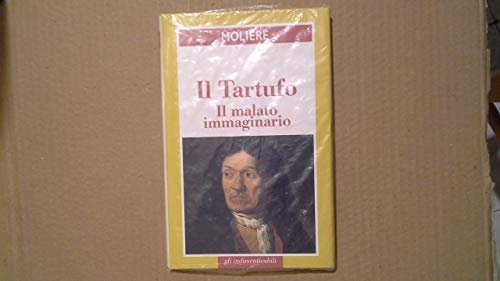 MOLIÈRE
Il Tartufo
Il malato
immaginario
gli indimenticabili